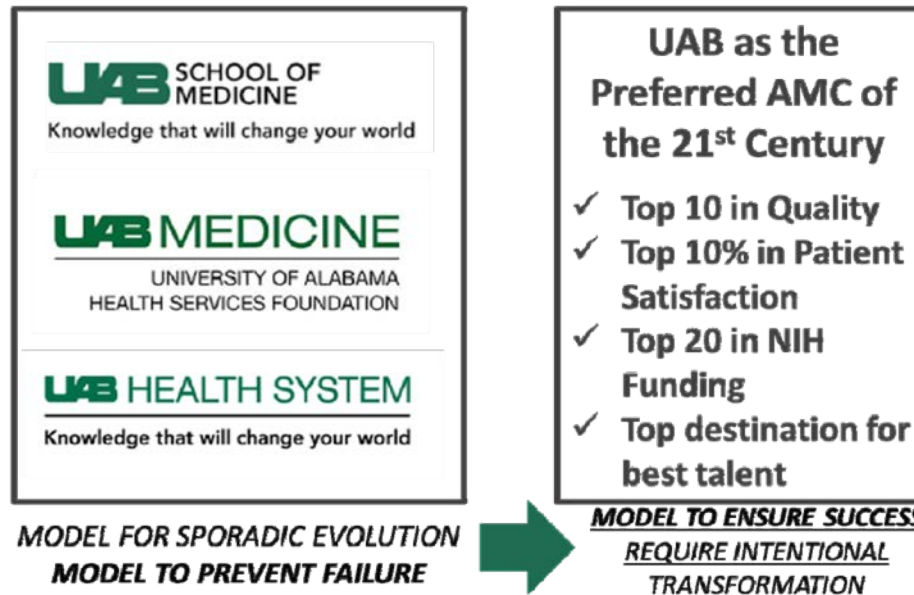 UAB SCHOOL OF
MEDICINE
Knowledge that will change your world
UAB MEDICINE
UNIVERSITY OF ALABAMA
HEALTH SERVICES FOUNDATION
UAB HEALTH SYSTEM
Knowledge that will change your world
MODEL FOR SPORADIC EVOLUTION
MODEL TO PREVENT FAILURE
UAB as the
Preferred AMC of
the 21st Century
✓ Top 10 in Quality
✓ Top 10% in Patient
Satisfaction
✓ Top 20 in NIH
Funding
✓ Top destination for
best talent
MODEL TO ENSURE SUCCESS
REQUIRE INTENTIONAL
TRANSFORMATION